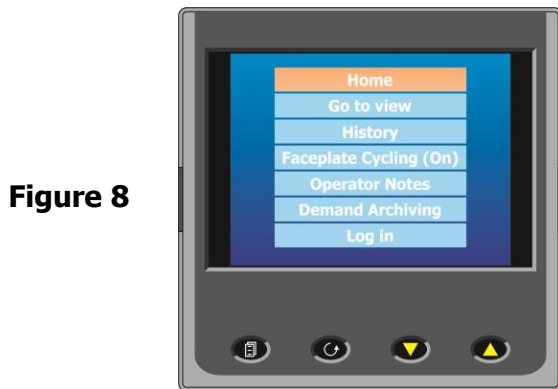 Home
Go to view
History
Faceplate Cycling (On)
Operator Notes
Demand Archiving
Log in
Figure 8